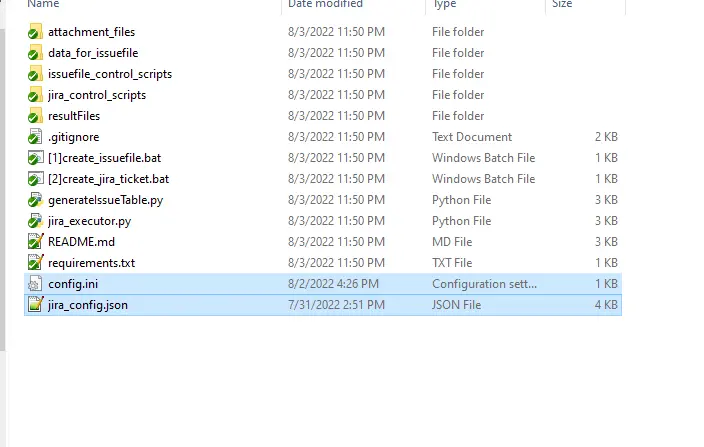 Name Date modified Type Size
attachment_files 8/3/2022 11:50 PM File folder
data_for_issuefile 8/3/2022 11:50 PM File folder
issuefile_control_scripts 8/3/2022 11:50 PM File folder
jira_control_scripts 8/3/2022 11:50 PM File folder
resultFiles 8/3/2022 11:50 PM File folder
.gitignore 8/3/2022 11:50 PM Text Document 2 KB
[1]create_issuefile.bat 8/3/2022 11:50 PM Windows Batch File 1 KB
[2]create_jira_ticket.bat 8/3/2022 11:50 PM Windows Batch File 1 KB
generateIssueTable.py 8/3/2022 11:50 PM Python File 3 KB
jira_executor.py 8/3/2022 11:50 PM Python File 3 KB
README.md 8/3/2022 11:50 PM MD File 3 KB
requirements.txt 8/3/2022 11:50 PM TXT File 1 KB
config.ini 8/2/2022 4:26 PM Configuration sett... 1 KB
jira_config.json 7/31/2022 2:51 PM JSON File 4 KB